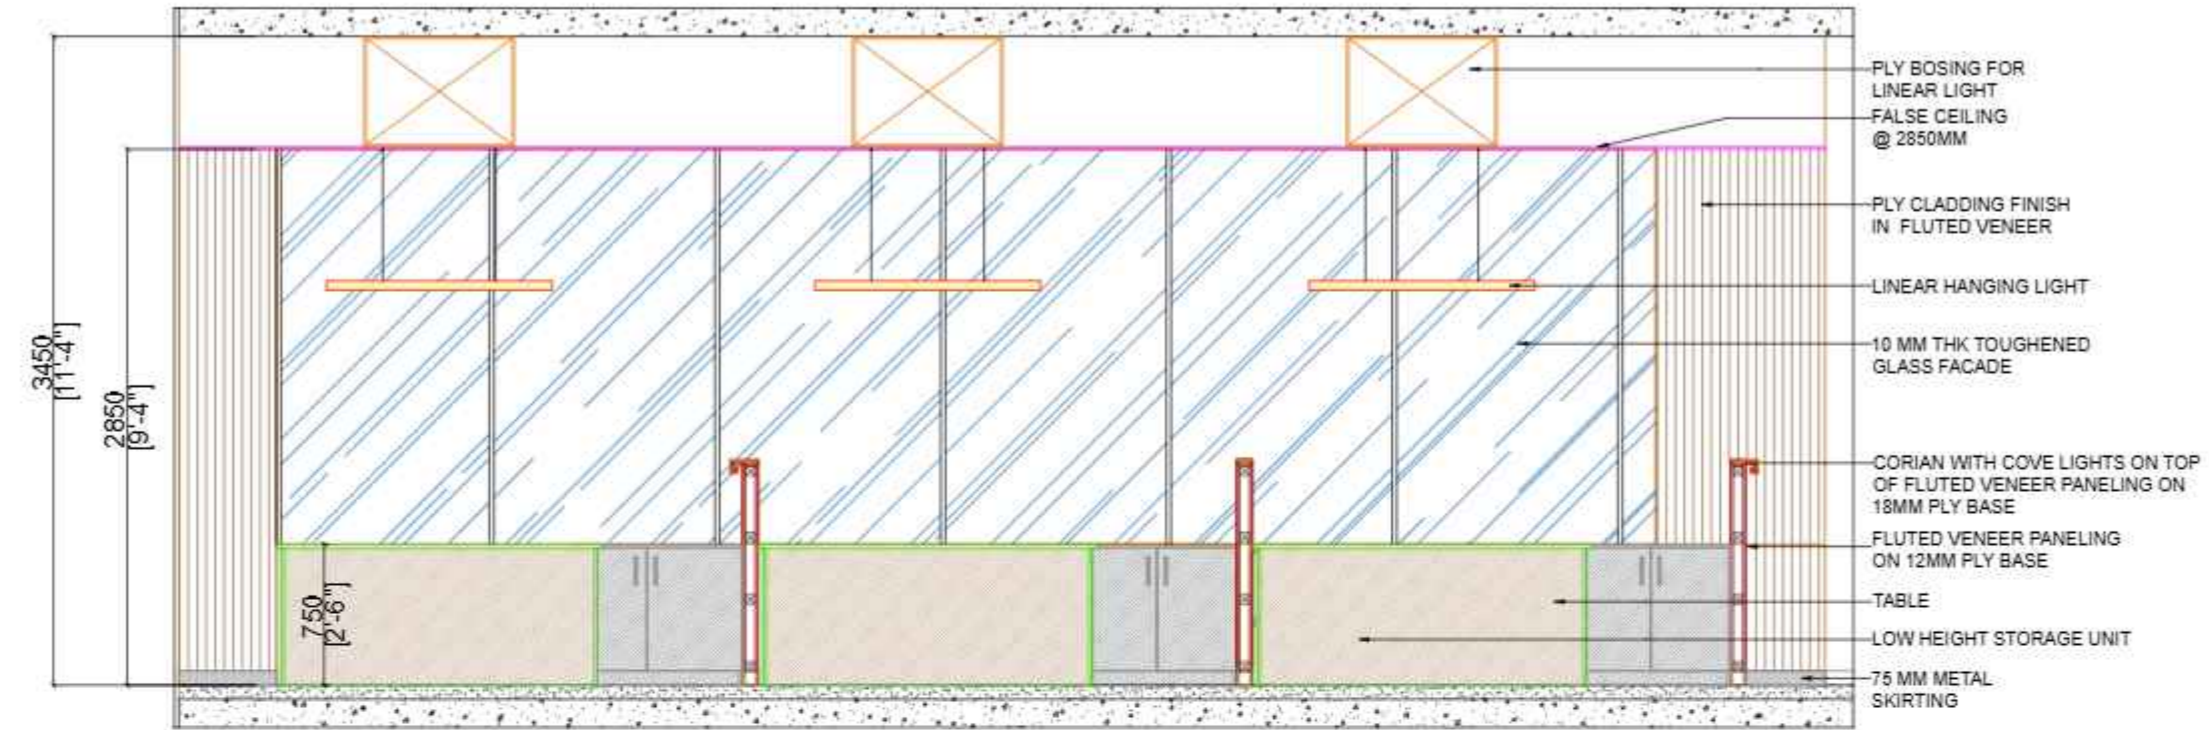 PLY BOSING FOR
LINEAR LIGHT
FALSE CEILING
@ 2850MM
PLY CLADDING FINISH
IN FLUTED VENEER
LINEAR HANGING LIGHT
10 MM THK TOUGHENED
GLASS FACADE
CORIAN WITH COVE LIGHTS ON TOP
OF FLUTED VENEER PANELING ON
18MM PLY BASE
FLUTED VENEER PANELING
ON 12MM PLY BASE
TABLE
LOW HEIGHT STORAGE UNIT
75 MM METAL
SKIRTING
3450
[11'-4"]
2850
[9'-4"]
750
[2'-6"]